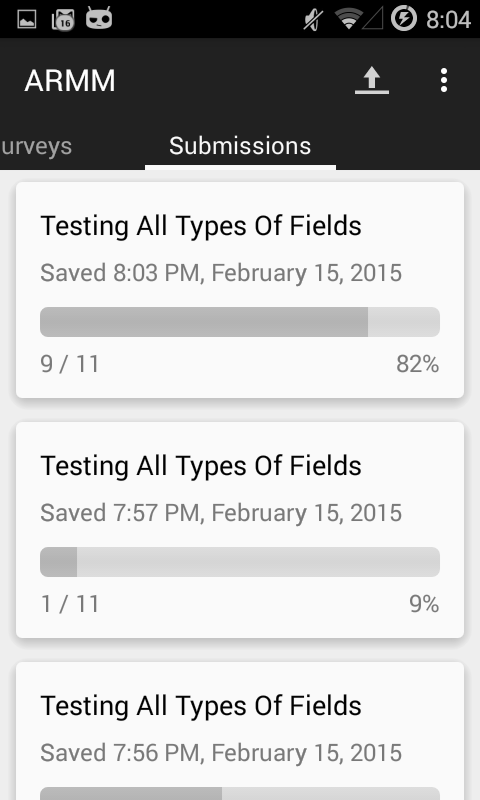 16
8:04
ARMM
urveys
Submissions
Testing All Types Of Fields
Saved 8:03 PM, February 15, 2015
9 / 11
82%
Testing All Types Of Fields
Saved 7:57 PM, February 15, 2015
1 / 11
9%
Testing All Types Of Fields
Saved 7:56 PM, February 15, 2015